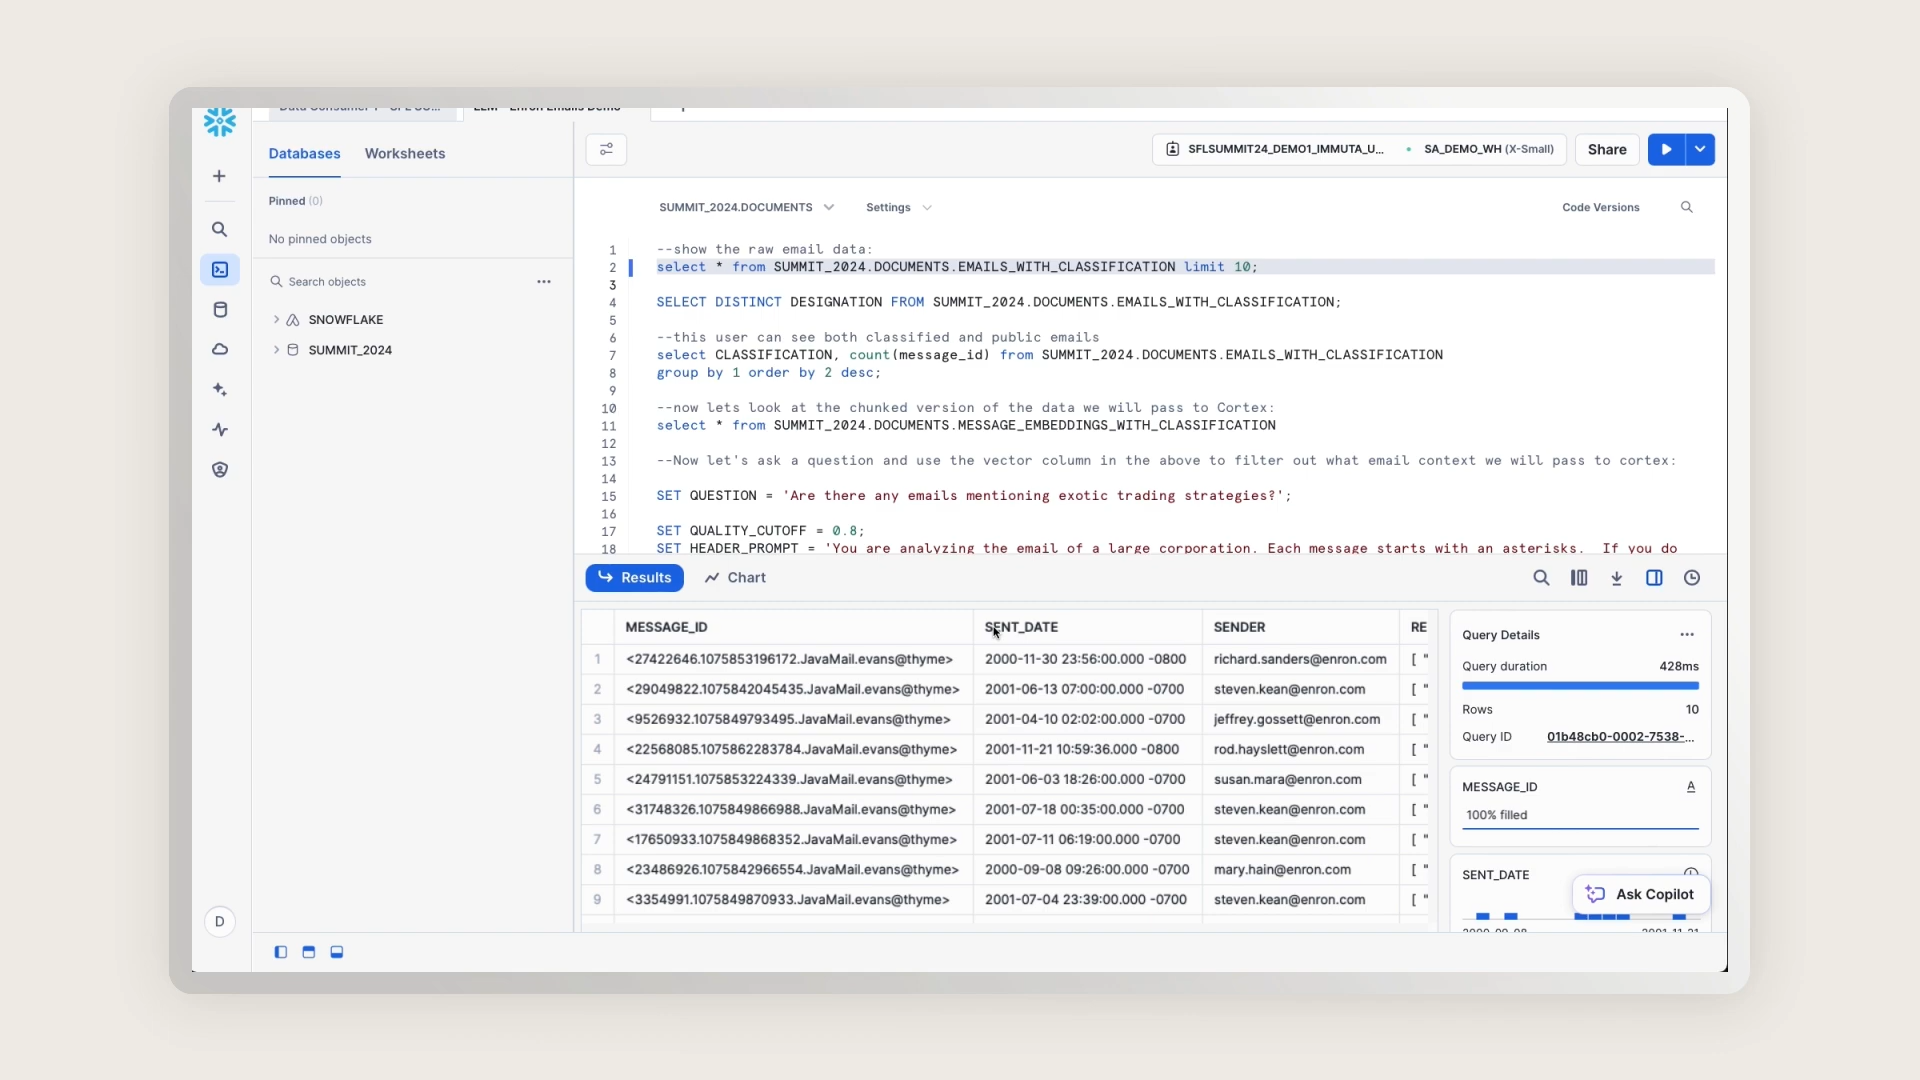 Databases
Worksheets
Pinned (0)
No pinned objects
Search objects
SNOWFLAKE
SUMMIT_2024
D
SFLSUMMIT24_DEMO1_IMMUTA_U...
SA_DEMO_WH (X-Small)
Share
SUMMIT_2024.DOCUMENTS
Settings
Code Versions
1 --show the raw email data:
2 select * from SUMMIT_2024.DOCUMENTS.EMAILS_WITH_CLASSIFICATION limit 10;
3
4 SELECT DISTINCT DESIGNATION FROM SUMMIT_2024.DOCUMENTS.EMAILS_WITH_CLASSIFICATION;
5
6 --this user can see both classified and public emails
7 select CLASSIFICATION, count(message_id) from SUMMIT_2024.DOCUMENTS.EMAILS_WITH_CLASSIFICATION
8 group by 1 order by 2 desc;
9
10 --now lets look at the chunked version of the data we will pass to Cortex:
11 select * from SUMMIT_2024.DOCUMENTS.MESSAGE_EMBEDDINGS_WITH_CLASSIFICATION
12
13 --Now let's ask a question and use the vector column in the above to filter out what email context we will pass to cortex:
14
15 SET QUESTION = 'Are there any emails mentioning exotic trading strategies?';
16
17 SET QUALITY_CUTOFF = 0.8;
18 SET HEADER_PROMPT = 'You are analyzing the email of a large corporation. Each message starts with an asterisks. If you do
Results
Chart
MESSAGE_ID SENT_DATE SENDER RE
1 <27422646.1075853196172.JavaMail.evans@thyme> 2000-11-30 23:56:00.000 -0800 richard.sanders@enron.com [ "
2 <29049822.1075842045435.JavaMail.evans@thyme> 2001-06-13 07:00:00.000 -0700 steven.kean@enron.com [ "
3 <9526932.1075849793495.JavaMail.evans@thyme> 2001-04-10 02:02:00.000 -0700 jeffrey.gossett@enron.com [ "
4 <22568085.1075862283784.JavaMail.evans@thyme> 2001-11-21 10:59:36.000 -0800 rod.hayslett@enron.com [ "
5 <24791151.1075853224339.JavaMail.evans@thyme> 2001-06-03 18:26:00.000 -0700 susan.mara@enron.com [ "
6 <31748326.1075849866988.JavaMail.evans@thyme> 2001-07-18 00:35:00.000 -0700 steven.kean@enron.com [ "
7 <17650933.1075849868352.JavaMail.evans@thyme> 2001-07-11 06:19:00.000 -0700 steven.kean@enron.com [ "
8 <23486926.1075842966554.JavaMail.evans@thyme> 2000-09-08 09:26:00.000 -0700 mary.hain@enron.com [ "
9 <3354991.1075849870933.JavaMail.evans@thyme> 2001-07-04 23:39:00.000 -0700 steven.kean@enron.com [ "
Query Details
Query duration 428ms
Rows 10
Query ID 01b48cb0-0002-7538-...
MESSAGE_ID A
100% filled
SENT_DATE
Ask Copilot